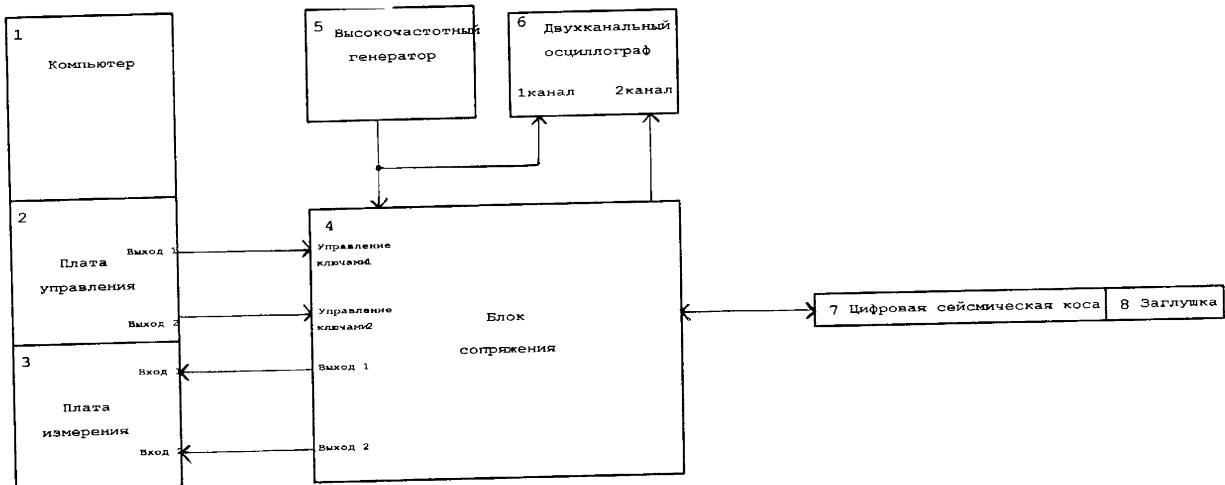 1
Компьютер
2
Выход 1
Плата
управления
Выход 2
3
Вход 1
Плата
измерения
Вход 2
5 Высокочастотный
генератор
6 Двухканальный
осциллограф
1канал 2канал
4
Управление
ключами1
Управление
ключами2
Блок
сопряжения
Выход 1
Выход 2
7 Цифровая сейсмическая коса
8 Заглушка